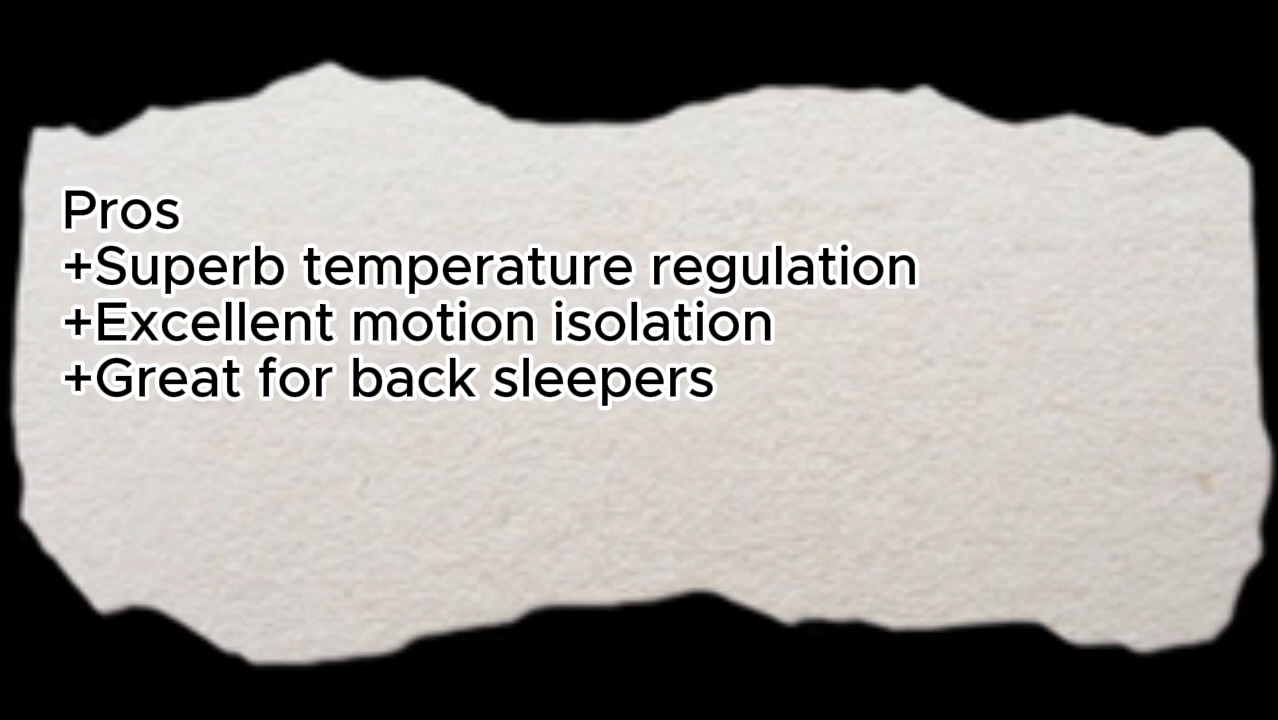 Pros
+Superb temperature regulation
+Excellent motion isolation
+Great for back sleepers